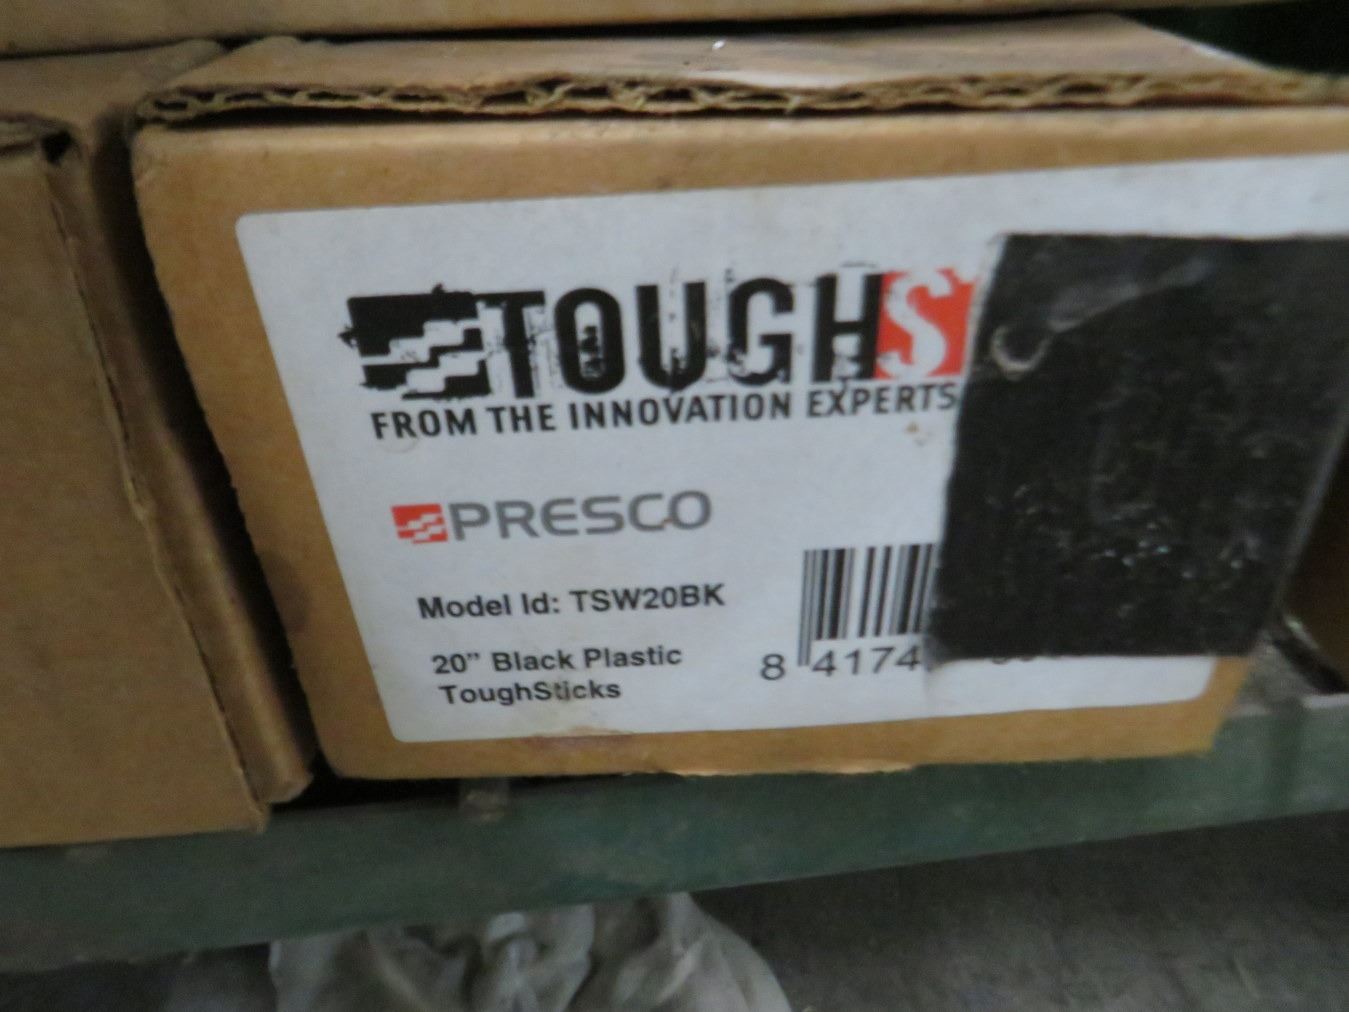 TOUGHS
FROM THE INNOVATION EXPERTS
PRESCO
Model Id: TSW20BK
20” Black Plastic
ToughSticks
8 4174